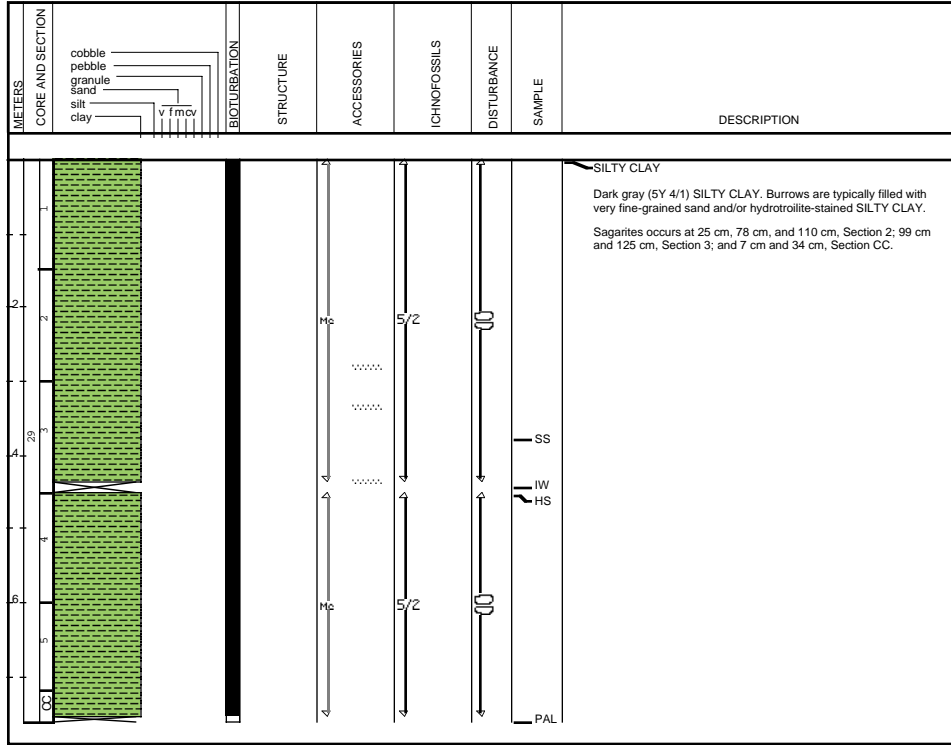 METERS
CORE AND SECTION
cobble
pebble
granule
sand
silt
v f m c v
clay
BIOTURBATION
STRUCTURE
ACCESSORIES
ICHNOFOSSILS
DISTURBANCE
SAMPLE
DESCRIPTION
SILTY CLAY
Dark gray (5Y 4/1) SILTY CLAY. Burrows are typically filled with
very fine-grained sand and/or hydrotroilite-stained SILTY CLAY.
Sagarites occurs at 25 cm, 78 cm, and 110 cm, Section 2; 99 cm
and 125 cm, Section 3; and 7 cm and 34 cm, Section CC.
1
2
2
5/2
3
29
4
SS
IW
HS
4
6
5/2
5
CC
PAL